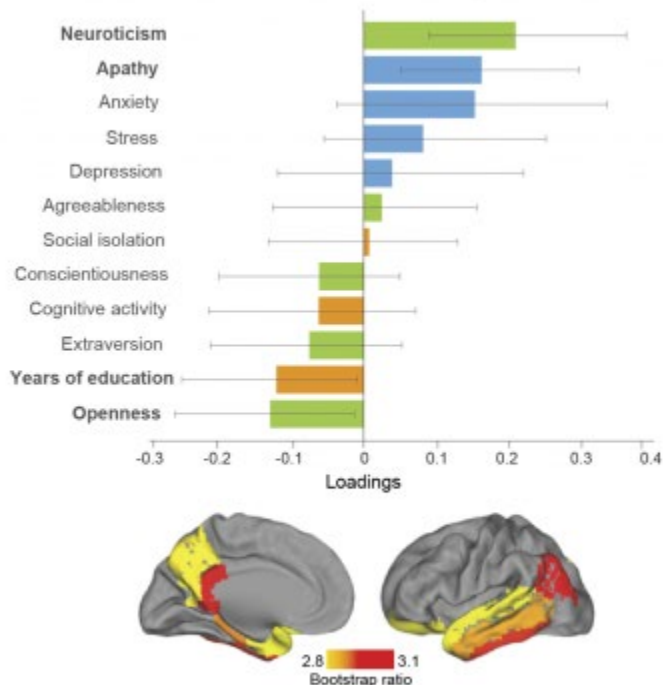 Neuroticism
Apathy
Anxiety
Stress
Depression
Agreeableness
Social isolation
Conscientiousness
Cognitive activity
Extraversion
Years of education
Openness
-0.3 -0.2 -0.1 0 0.1 0.2 0.3 0.4
Loadings
2.8 3.1
Bootstrap ratio